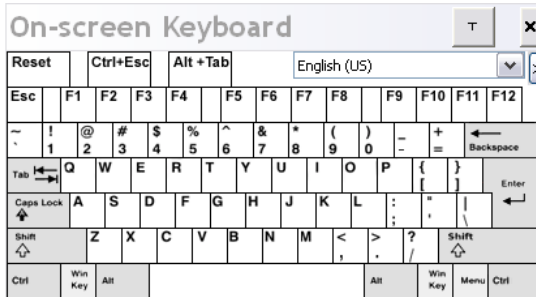 On-screen Keyboard T x
Reset Ctrl+Esc Alt +Tab English (US)
Esc F1 F2 F3 F4 F5 F6 F7 F8 F9 F10 F11 F12
~ ! @ # $ % ^ & * ( ) _ +
` 1 2 3 4 5 6 7 8 9 0 - = Backspace
Tab Q W E R T Y U I O P { }
[ ] Enter
Caps Lock A S D F G H J K L : " |
; ' \
Shift Z X C V B N M < > ? Shift
, . /
Ctrl Win Key Alt Alt Win Key Menu Ctrl